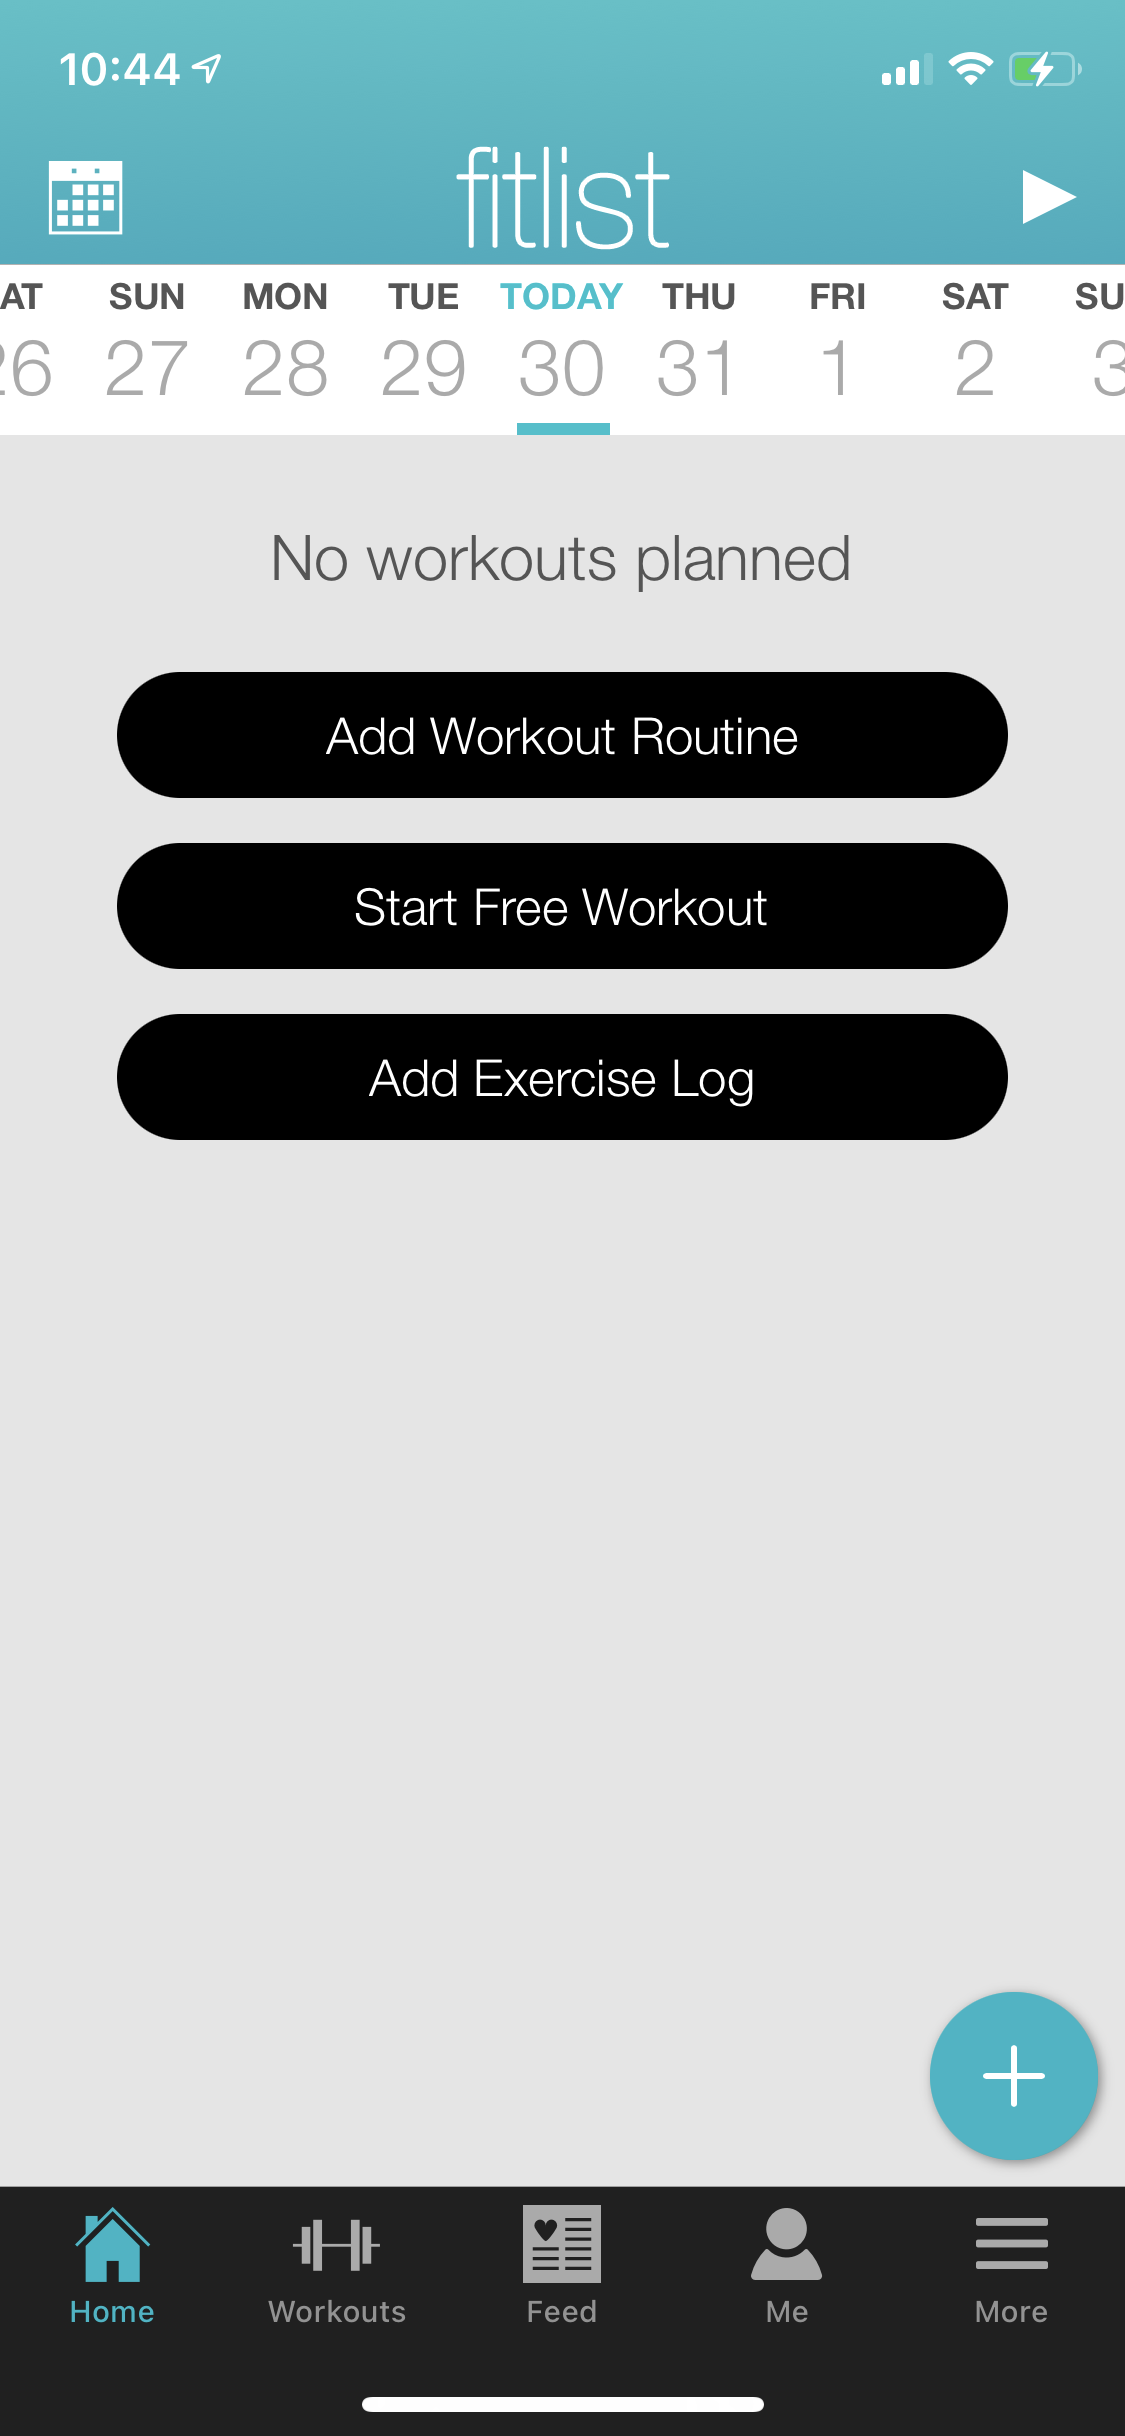 10:44
fitlist
AT SUN MON TUE TODAY THU FRI SAT SU
26 27 28 29 30 31 1 2 3
No workouts planned
Add Workout Routine
Start Free Workout
Add Exercise Log
Home Workouts Feed Me More